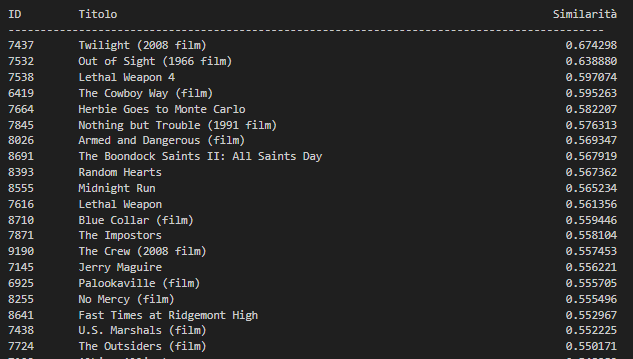 ID Titolo Similarità
--------------------------------------------------------------------------------------------
7437 Twilight (2008 film) 0.674298
7532 Out of Sight (1966 film) 0.638880
7538 Lethal Weapon 4 0.597074
6419 The Cowboy Way (film) 0.595263
7664 Herbie Goes to Monte Carlo 0.582207
7845 Nothing but Trouble (1991 film) 0.576313
8026 Armed and Dangerous (film) 0.569347
8691 The Boondock Saints II: All Saints Day 0.567919
8393 Random Hearts 0.567362
8555 Midnight Run 0.565234
7616 Lethal Weapon 0.561356
8710 Blue Collar (film) 0.559446
7871 The Impostors 0.558104
9190 The Crew (2008 film) 0.557453
7145 Jerry Maguire 0.556221
6925 Palookaville (film) 0.555705
8255 No Mercy (film) 0.555496
8641 Fast Times at Ridgemont High 0.552967
7438 U.S. Marshals (film) 0.552225
7724 The Outsiders (film) 0.550171